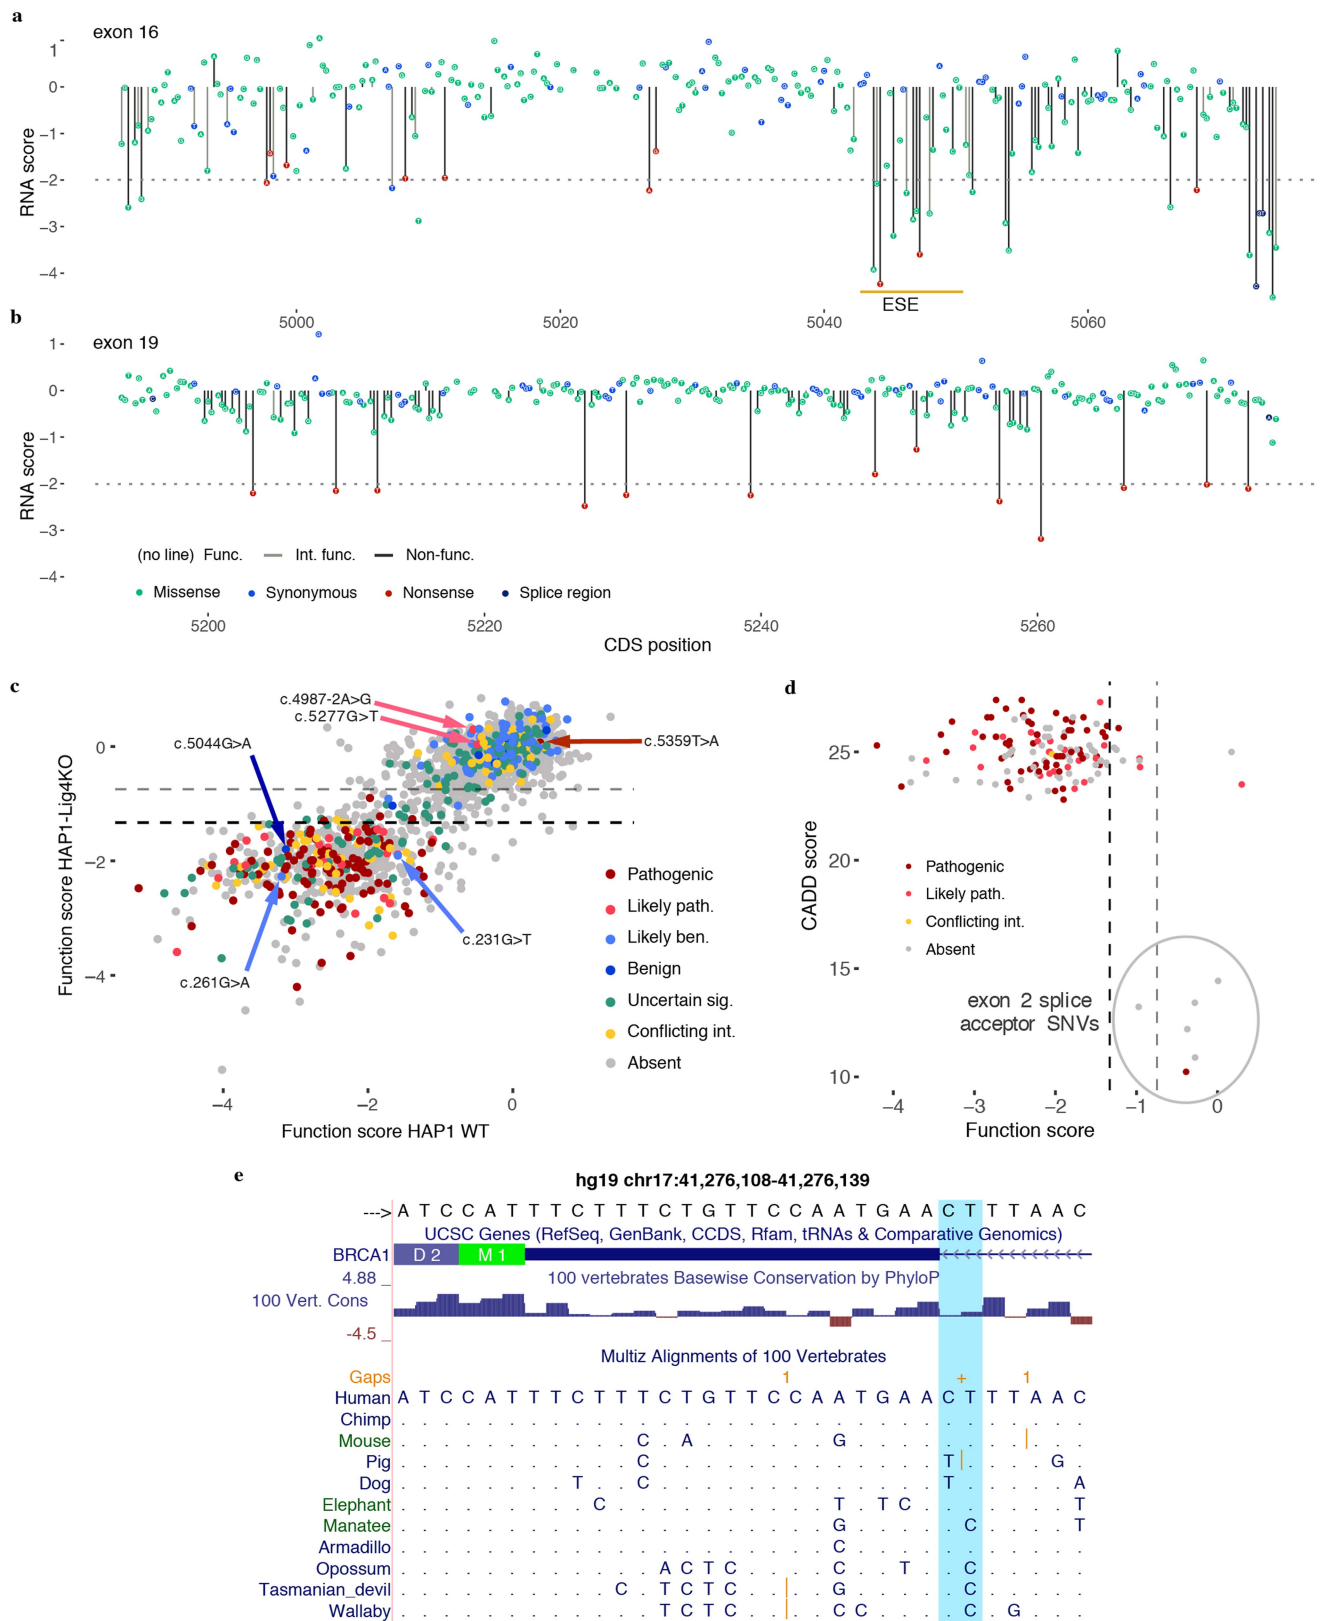 a
exon 16
1
0
−1
−2
−3
−4
RNA score
ESE
5000 5020 5040 5060
b
exon 19
1
0
−1
−2
−3
−4
RNA score
(no line) Func. Int. func. Non-func.
Missense Synonymous Nonsense Splice region
5200 5220 5240 5260
CDS position
c
c.4987-2A>G
c.5277G>T
c.5044G>A
c.5359T>A
c.231G>T
c.261G>A
0
−2
−4
Function score HAP1-Lig4KO
Pathogenic
Likely path.
Likely ben.
Benign
Uncertain sig.
Conflicting int.
Absent
−4 −2 0
Function score HAP1 WT
d
25
20
15
10
CADD score
Pathogenic
Likely path.
Conflicting int.
Absent
exon 2 splice
acceptor SNVs
−4 −3 −2 −1 0
Function score
e
hg19 chr17:41,276,108-41,276,139
---> A T C C A T T T C T T T C T G T T C C A A T G A A C T T T A A C
UCSC Genes (RefSeq, GenBank, CCDS, Rfam, tRNAs & Comparative Genomics)
BRCA1 D 2 M 1
4.88 _ 100 vertebrates Basewise Conservation by PhyloP
100 Vert. Cons
-4.5 _
Multiz Alignments of 100 Vertebrates
Gaps 1 + 1
Human A T C C A T T T C T T T C T G T T C C A A T G A A C T T T A A C
Chimp . . . . . . . . . . . . . . . . . . . . . . . . . . . . . . . .
Mouse . . . . . . . . . . . C . A . . . . . . G . . . . . . . . . . .
Pig . . . . . . . . . . . C . . . . . . . . . . . . . T . . . . G .
Dog . . . . . . . . T . . C . . . . . . . . . . . . . T . . . . . A
Elephant . . . . . . . . . C . . . . . . . . . . T . T C . . . . . . . T
Manatee . . . . . . . . . . . . . . . . . . . . G . . . . . C . . . . T
Armadillo . . . . . . . . . . . . . . . . . . . . C . . . . . . . . . . .
Opossum . . . . . . . . . . . . A C T C . . . . C . . T . . C . . . . .
Tasmanian_devil . . . . . . . . . . C . T C T C . . . . G . . . . . C . . . . .
Wallaby . . . . . . . . . . . . T C T C . . . . C C . . . . C . G . . .